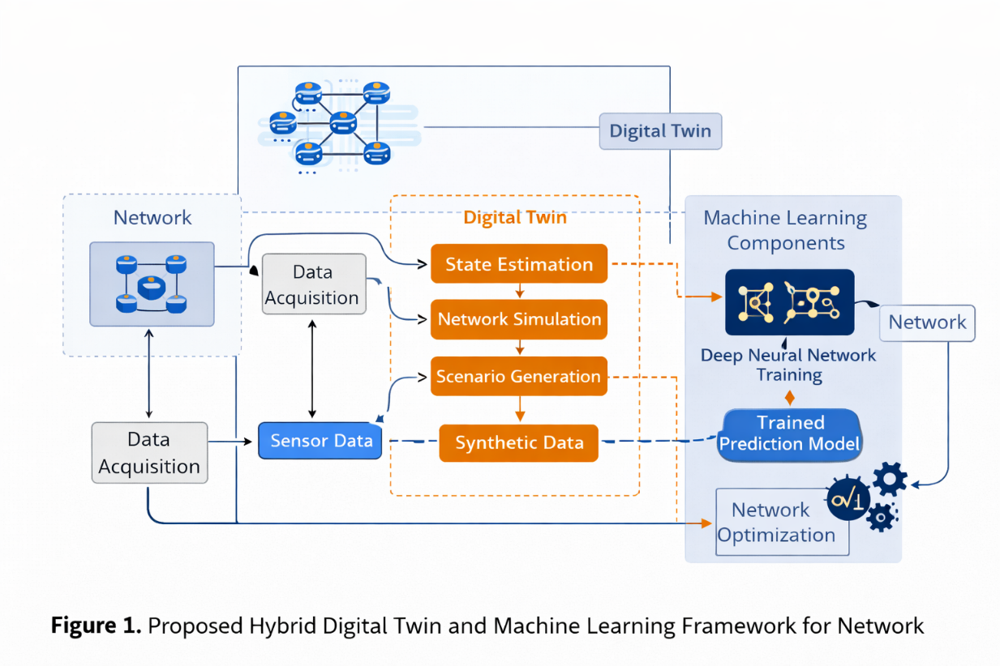 Digital Twin
Network
Digital Twin
Machine Learning
Components
Data
Acquisition
State Estimation
Network Simulation
Network
Scenario Generation
Deep Neural Network
Training
Data
Acquisition
Sensor Data
Synthetic Data
Trained
Prediction Model
Network
Optimization
Figure 1. Proposed Hybrid Digital Twin and Machine Learning Framework for Network